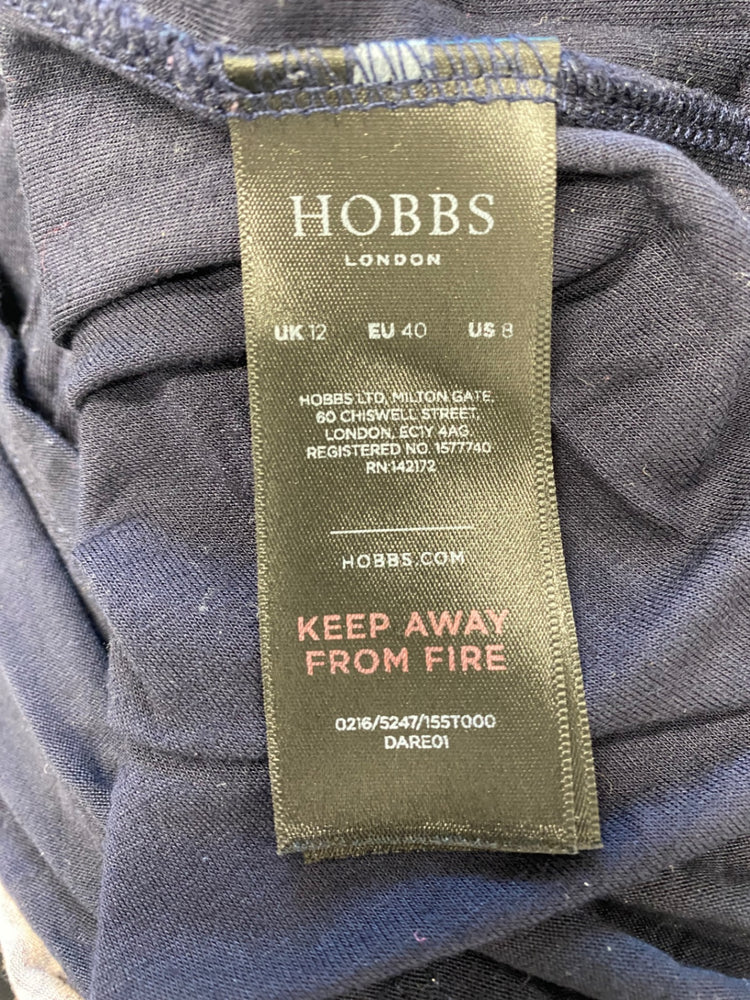 HOBBS
LONDON
UK 12 EU 40 US 8
HOBBS LTD, MILTON GATE,
60 CHISWELL STREET,
LONDON, EC1Y 4AG
REGISTERED NO. 1577740
RN:142172
HOBBS.COM
KEEP AWAY
FROM FIRE
0216/5247/155T000
DARE01